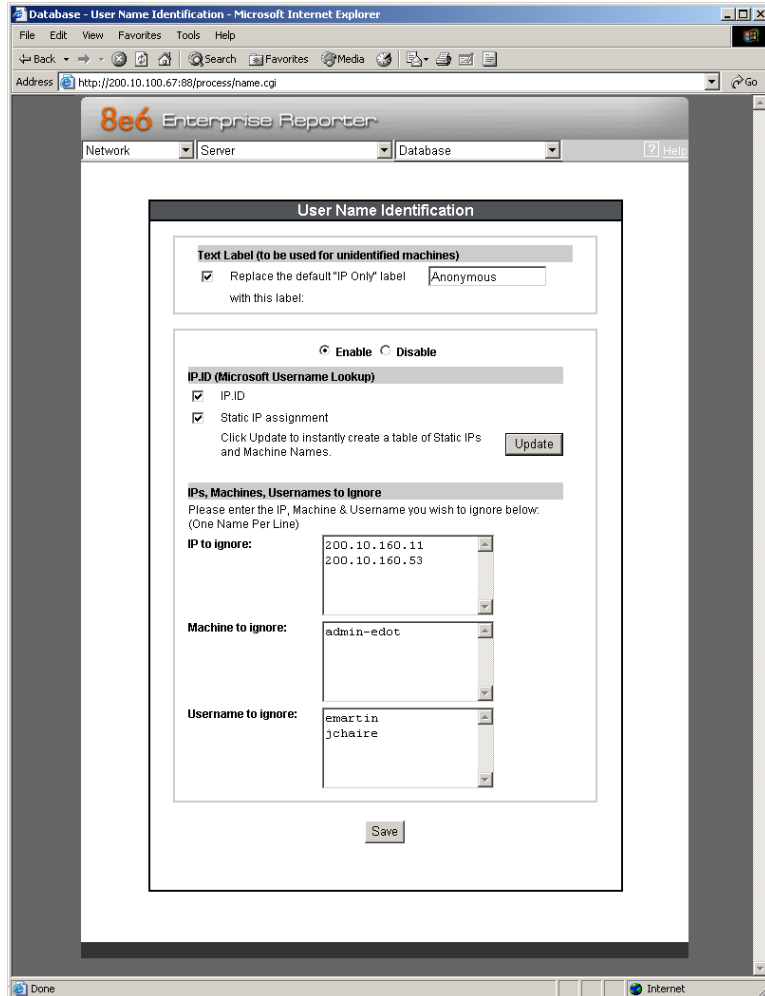 Database - User Name Identification - Microsoft Internet Explorer
File Edit View Favorites Tools Help
Back Search Favorites Media
Address http://200.10.100.67:88/process/name.cgi Go
8e6 Enterprise Reporter
Network Server Database ? Help
User Name Identification
Text Label (to be used for unidentified machines)
Replace the default "IP Only" label Anonymous
with this label:
Enable Disable
IP.ID (Microsoft Username Lookup)
IP.ID
Static IP assignment
Click Update to instantly create a table of Static IPs
and Machine Names.
Update
IPs, Machines, Usernames to Ignore
Please enter the IP, Machine & Username you wish to ignore below:
(One Name Per Line)
IP to ignore:
200.10.160.11
200.10.160.53
Machine to ignore:
admin-edot
Username to ignore:
emartin
jchaire
Save
Done Internet